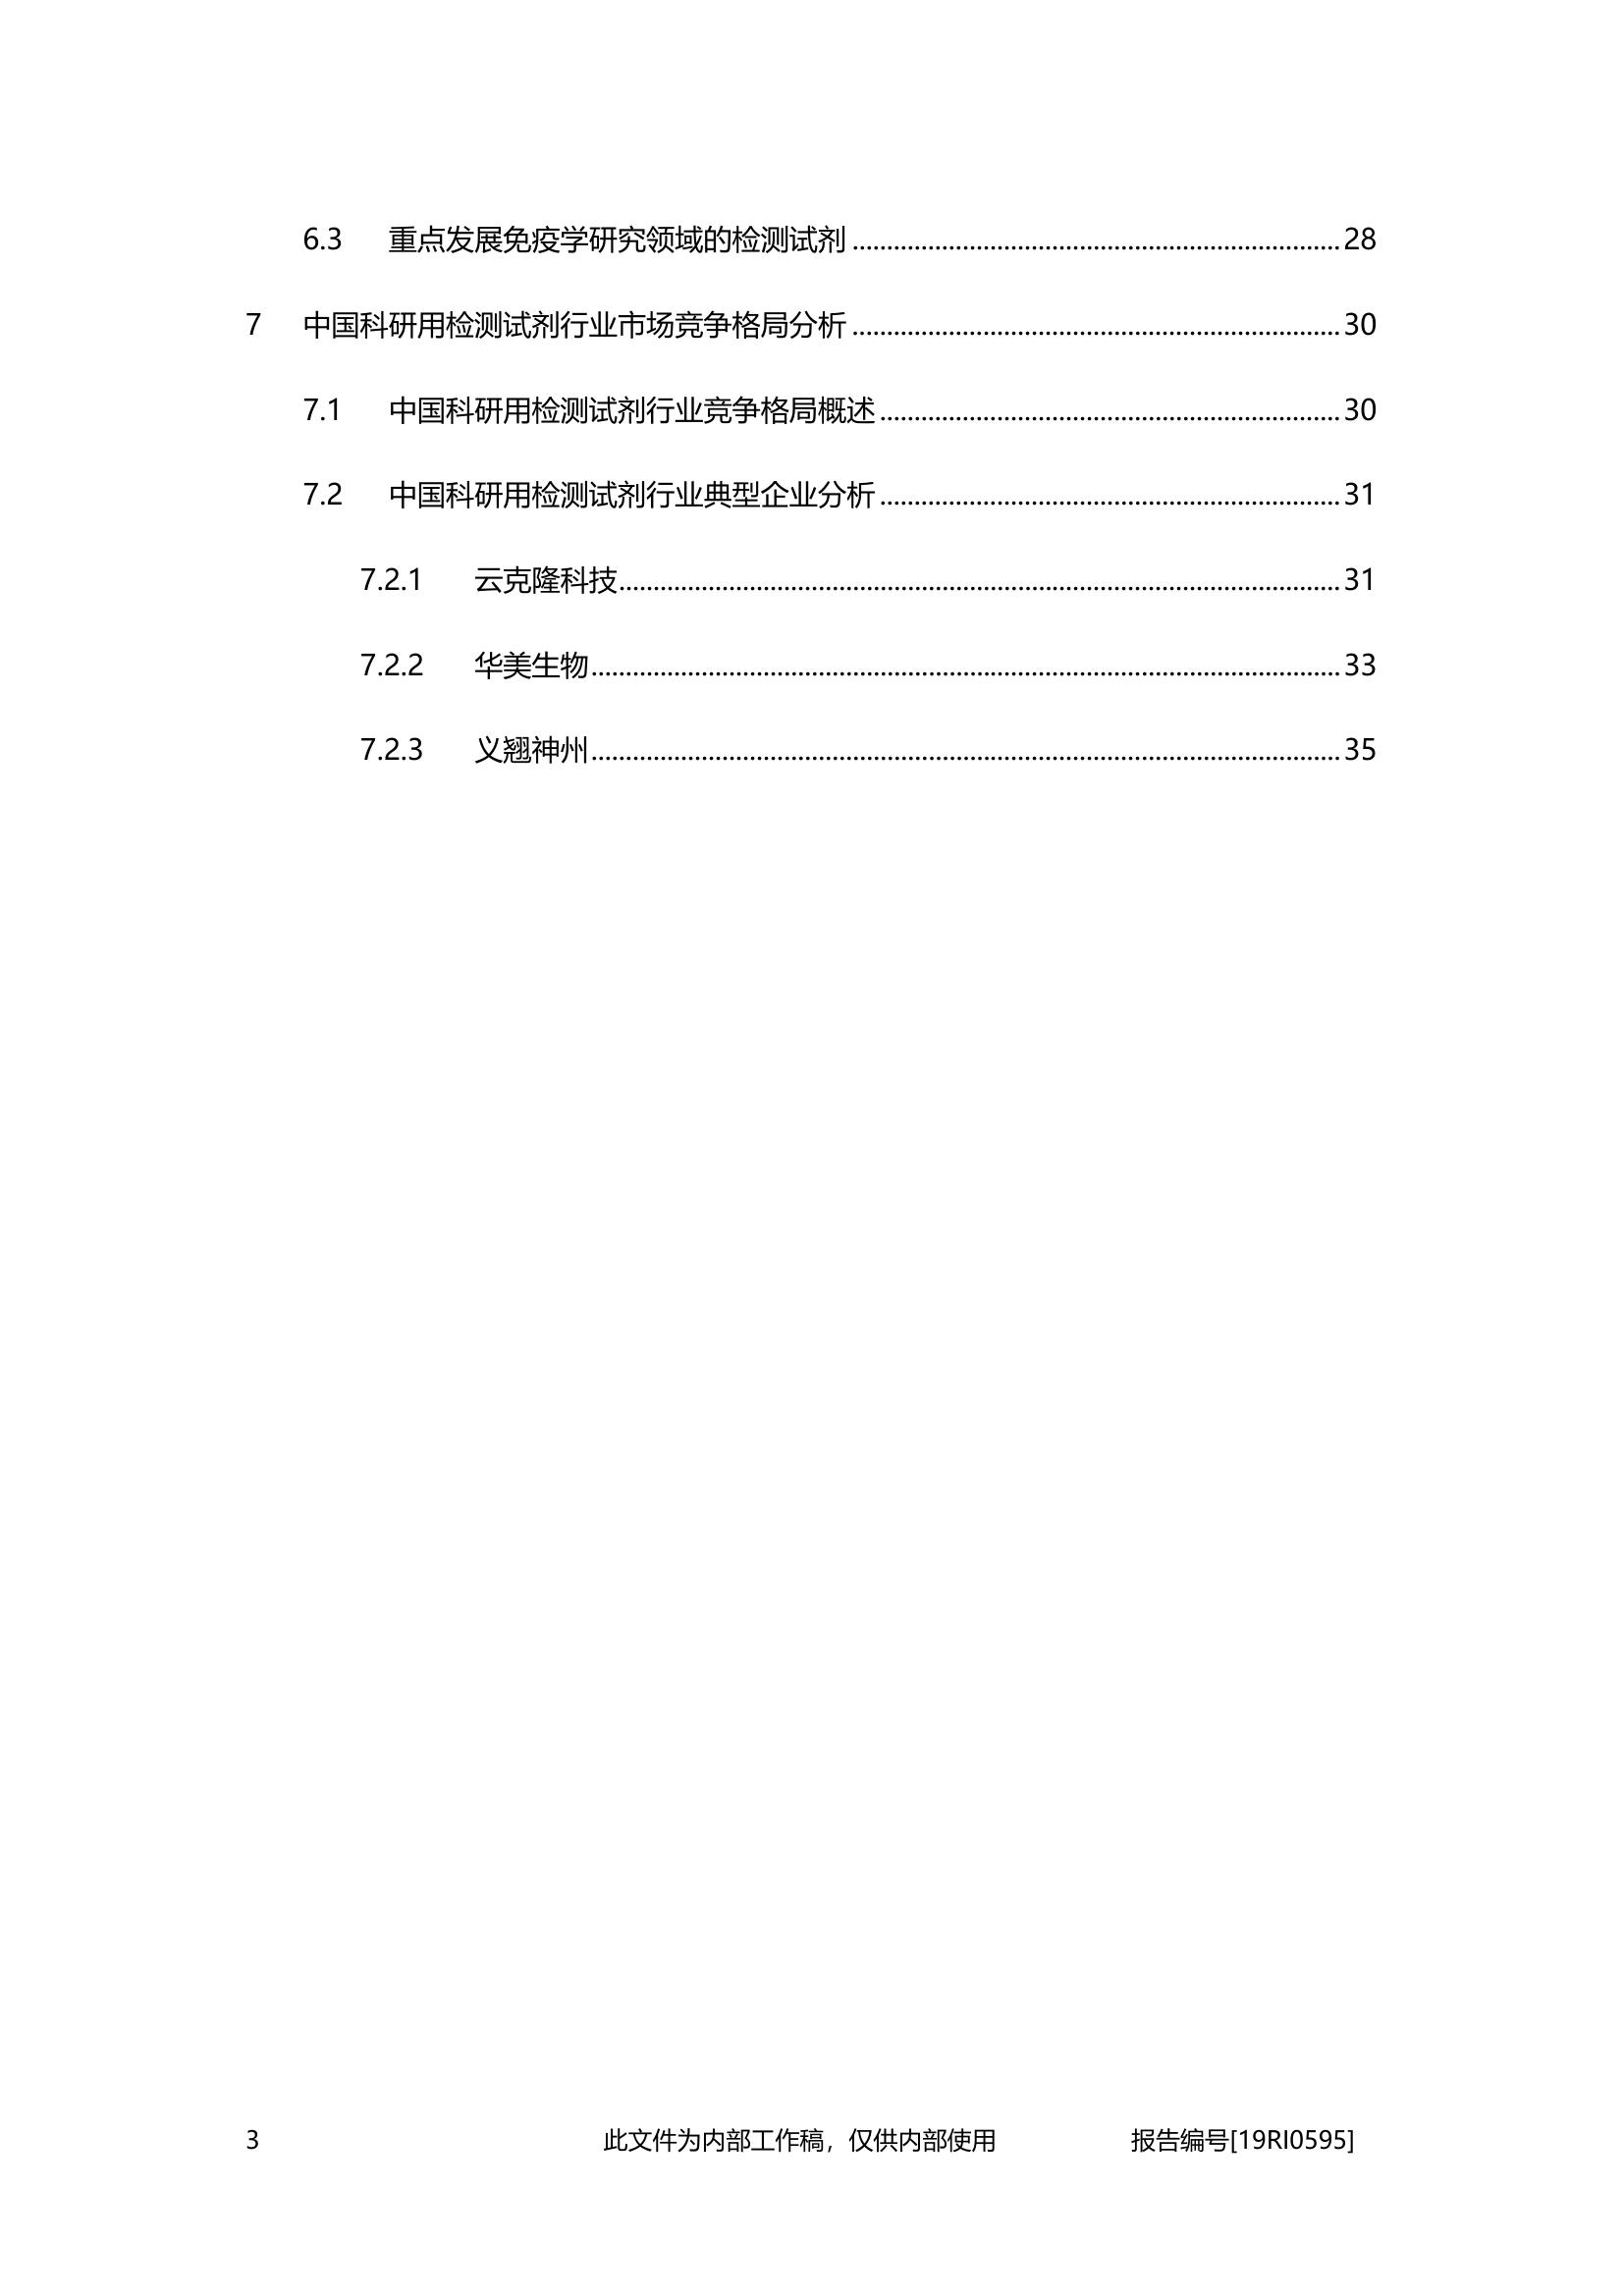 6.3 重点发展免疫学研究领域的检测试剂 ........................................ 28
7 中国科研用检测试剂行业市场竞争格局分析 ........................................ 30
7.1 中国科研用检测试剂行业竞争格局概述 ........................................ 30
7.2 中国科研用检测试剂行业典型企业分析 ........................................ 31
7.2.1 云克隆科技 ........................................ 31
7.2.2 华美生物 ........................................ 33
7.2.3 义翘神州 ........................................ 35
3 此文件为内部工作稿，仅供内部使用 报告编号[19RI0595]